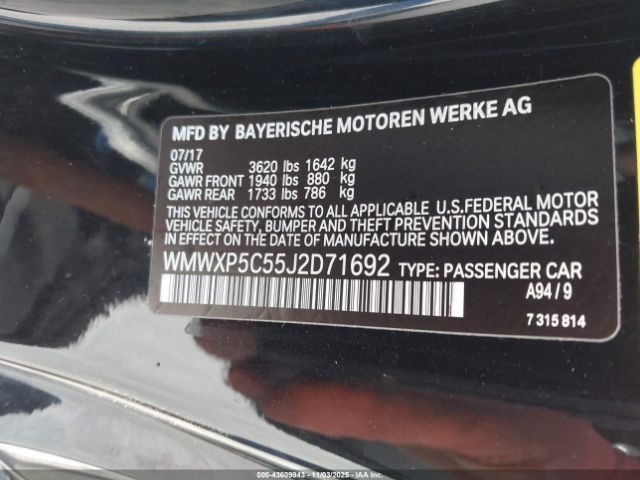 MFD BY BAYERISCHE MOTOREN WERKE AG
07/17
GVWR 3620 lbs 1642 kg
GAWR FRONT 1940 lbs 880 kg
GAWR REAR 1733 lbs 786 kg
THIS VEHICLE CONFORMS TO ALL APPLICABLE U.S.FEDERAL MOTOR
VEHICLE SAFETY, BUMPER AND THEFT PREVENTION STANDARDS
IN EFFECT ON THE DATE OF MANUFACTURE SHOWN ABOVE.
WMWXP5C55J2D71692 TYPE: PASSENGER CAR
A94 / 9
7 315 814
©COPART 43609943 - 11/03/2025 - IAAI